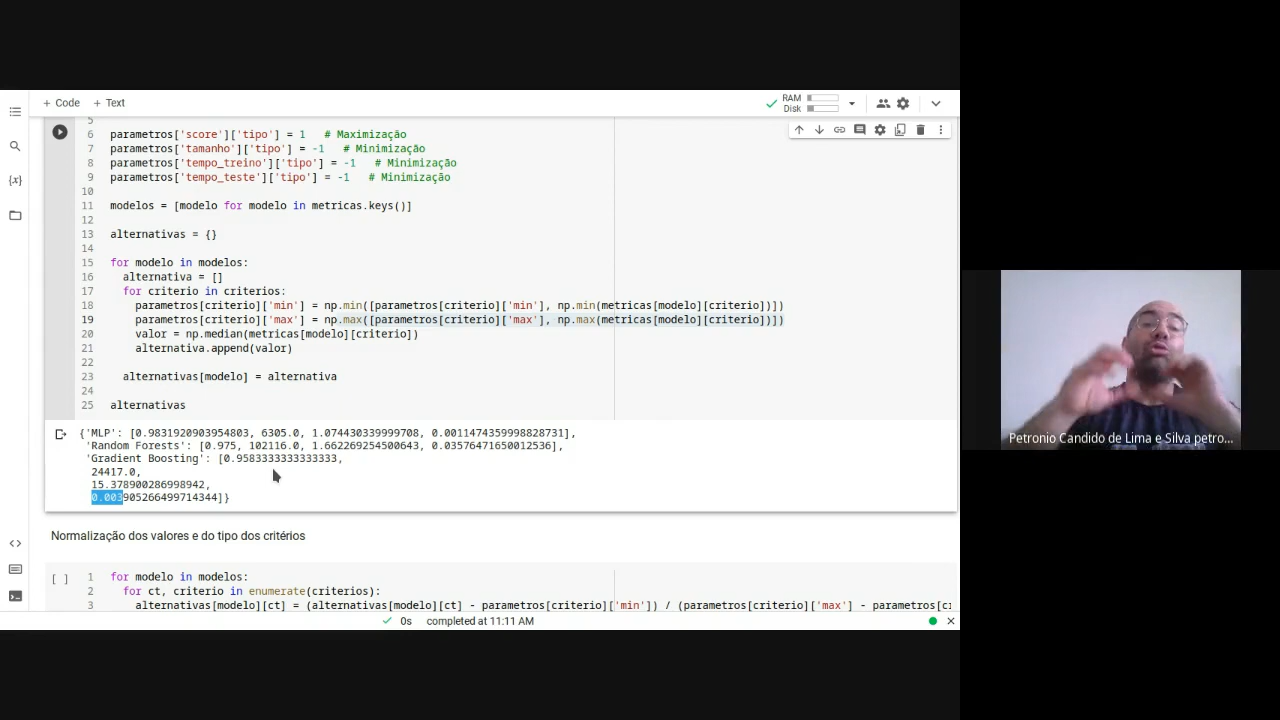 + Code + Text
RAM
Disk
5
6 parametros['score']['tipo'] = 1 # Maximização
7 parametros['tamanho']['tipo'] = -1 # Minimização
8 parametros['tempo_treino']['tipo'] = -1 # Minimização
9 parametros['tempo_teste']['tipo'] = -1 # Minimização
10
11 modelos = [modelo for modelo in metricas.keys()]
12
13 alternativas = {}
14
15 for modelo in modelos:
16 alternativa = []
17 for criterio in criterios:
18 parametros[criterio]['min'] = np.min([parametros[criterio]['min'], np.min(metricas[modelo][criterio])])
19 parametros[criterio]['max'] = np.max([parametros[criterio]['max'], np.max(metricas[modelo][criterio])])
20 valor = np.median(metricas[modelo][criterio])
21 alternativa.append(valor)
22
23 alternativas[modelo] = alternativa
24
25 alternativas
{'MLP': [0.9831920903954803, 6305.0, 1.074430339999708, 0.0011474359998828731],
'Random Forests': [0.975, 102116.0, 1.662269254500643, 0.03576471650012536],
'Gradient Boosting': [0.9583333333333333,
24417.0,
15.378900286998942,
0.003905266499714344]}
Normalização dos valores e do tipo dos critérios
[ ] 1 for modelo in modelos:
2 for ct, criterio in enumerate(criterios):
3 alternativas[modelo][ct] = (alternativas[modelo][ct] - parametros[criterio]['min']) / (parametros[criterio]['max'] - parametros[c
0s completed at 11:11 AM
Petronio Candido de Lima e Silva petro...